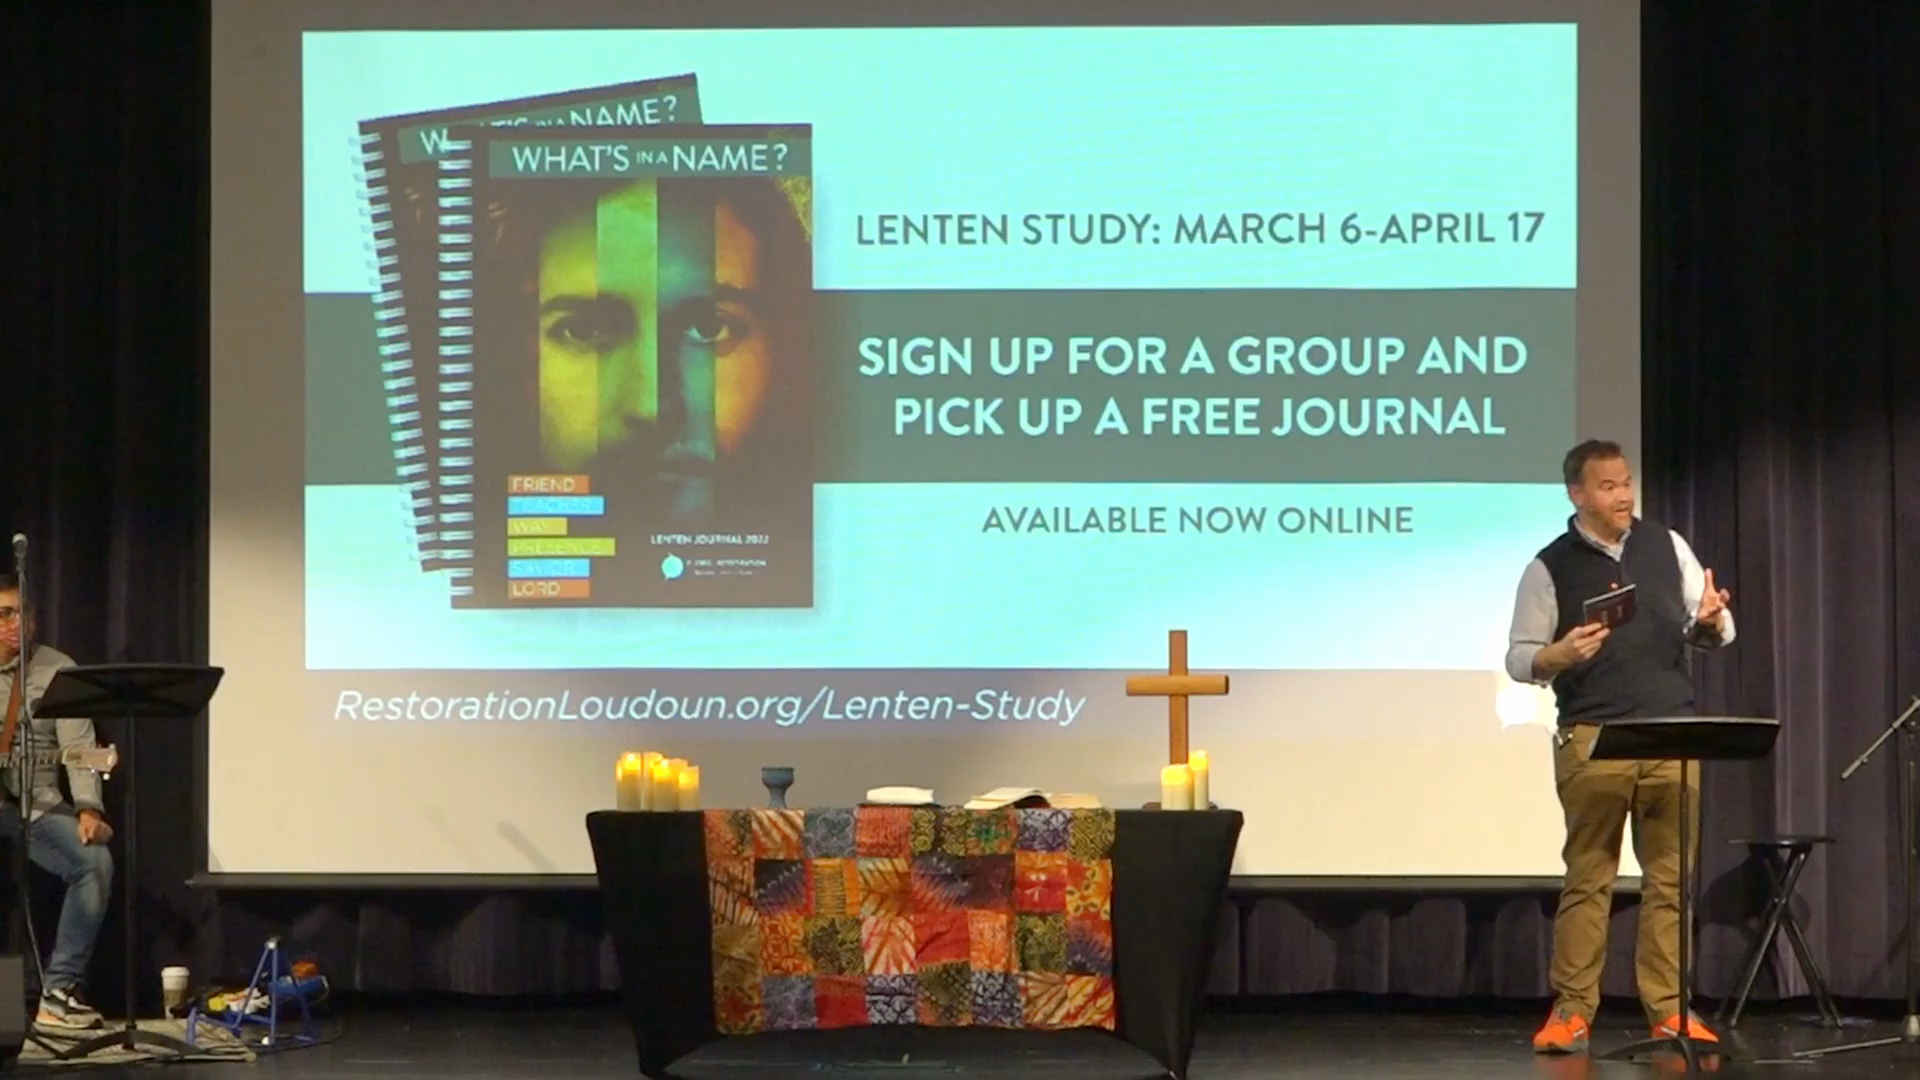 W
NAME?
WHAT'S IN A NAME?
LENTEN STUDY: MARCH 6-APRIL 17
SIGN UP FOR A GROUP AND
PICK UP A FREE JOURNAL
AVAILABLE NOW ONLINE
FRIEND
TEACHER
WAY
PRESENCE
SAVIOR
LORD
LENTEN JOURNAL 2022
RestorationLoudoun.org/Lenten-Study